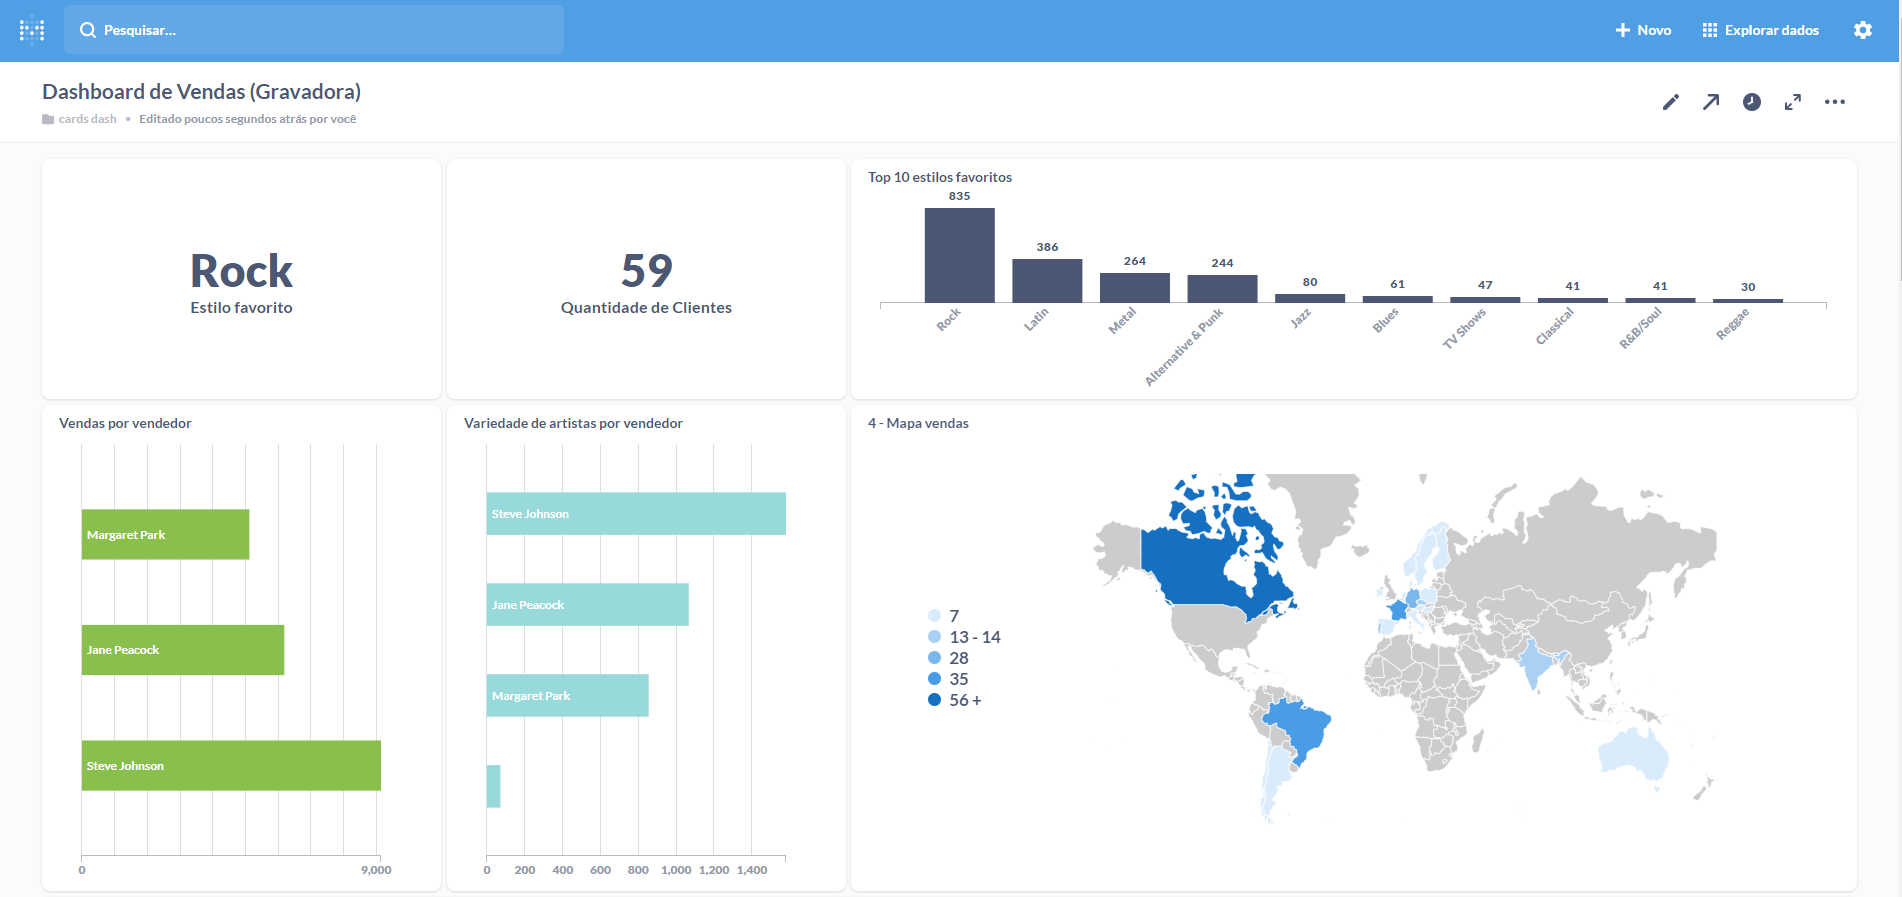 Pesquisar...
Novo
Explorar dados
Dashboard de Vendas (Gravadora)
cards dash • Editado poucos segundos atrás por você
Rock
Estilo favorito
59
Quantidade de Clientes
Top 10 estilos favoritos
835
386
264
244
80
61
47
41
41
30
Rock
Latin
Metal
Alternative & Punk
Jazz
Blues
TV Shows
Classical
R&B/Soul
Reggae
Vendas por vendedor
Margaret Park
Jane Peacock
Steve Johnson
0
9,000
Variedade de artistas por vendedor
Steve Johnson
Jane Peacock
Margaret Park
0 200 400 600 800 1,000 1,200 1,400
4 - Mapa vendas
7
13 - 14
28
35
56 +